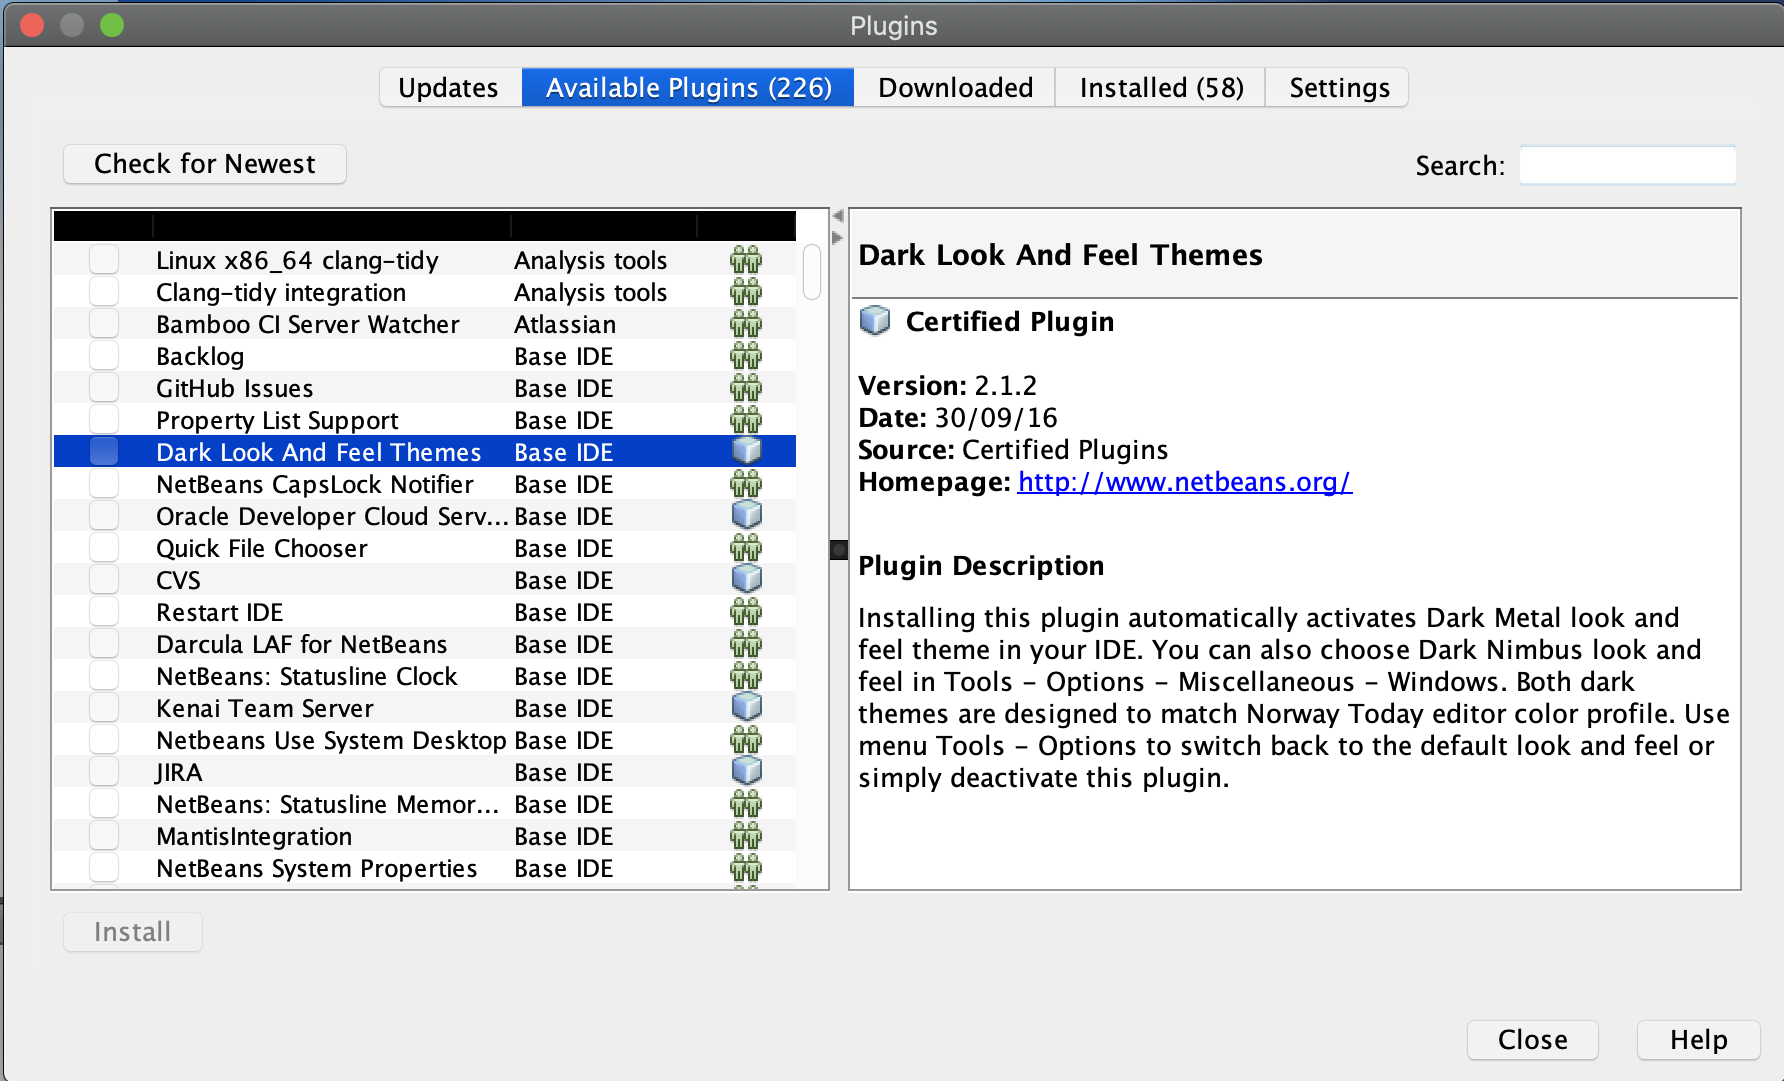 Plugins
Updates
Available Plugins (226)
Downloaded
Installed (58)
Settings
Check for Newest
Search:
Linux x86_64 clang-tidy Analysis tools
Clang-tidy integration Analysis tools
Bamboo CI Server Watcher Atlassian
Backlog Base IDE
GitHub Issues Base IDE
Property List Support Base IDE
Dark Look And Feel Themes Base IDE
NetBeans CapsLock Notifier Base IDE
Oracle Developer Cloud Serv... Base IDE
Quick File Chooser Base IDE
CVS Base IDE
Restart IDE Base IDE
Darcula LAF for NetBeans Base IDE
NetBeans: Statusline Clock Base IDE
Kenai Team Server Base IDE
Netbeans Use System Desktop Base IDE
JIRA Base IDE
NetBeans: Statusline Memor... Base IDE
MantisIntegration Base IDE
NetBeans System Properties Base IDE
Dark Look And Feel Themes
Certified Plugin
Version: 2.1.2
Date: 30/09/16
Source: Certified Plugins
Homepage: http://www.netbeans.org/
Plugin Description
Installing this plugin automatically activates Dark Metal look and
feel theme in your IDE. You can also choose Dark Nimbus look and
feel in Tools - Options - Miscellaneous - Windows. Both dark
themes are designed to match Norway Today editor color profile. Use
menu Tools - Options to switch back to the default look and feel or
simply deactivate this plugin.
Install
Close
Help